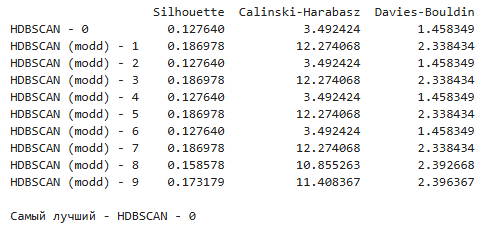 Silhouette Calinski-Harabasz Davies-Bouldin
HDBSCAN - 0 0.127640 3.492424 1.458349
HDBSCAN (modd) - 1 0.186978 12.274068 2.338434
HDBSCAN (modd) - 2 0.127640 3.492424 1.458349
HDBSCAN (modd) - 3 0.186978 12.274068 2.338434
HDBSCAN (modd) - 4 0.127640 3.492424 1.458349
HDBSCAN (modd) - 5 0.186978 12.274068 2.338434
HDBSCAN (modd) - 6 0.127640 3.492424 1.458349
HDBSCAN (modd) - 7 0.186978 12.274068 2.338434
HDBSCAN (modd) - 8 0.158578 10.855263 2.392668
HDBSCAN (modd) - 9 0.173179 11.408367 2.396367
Самый лучший - HDBSCAN - 0